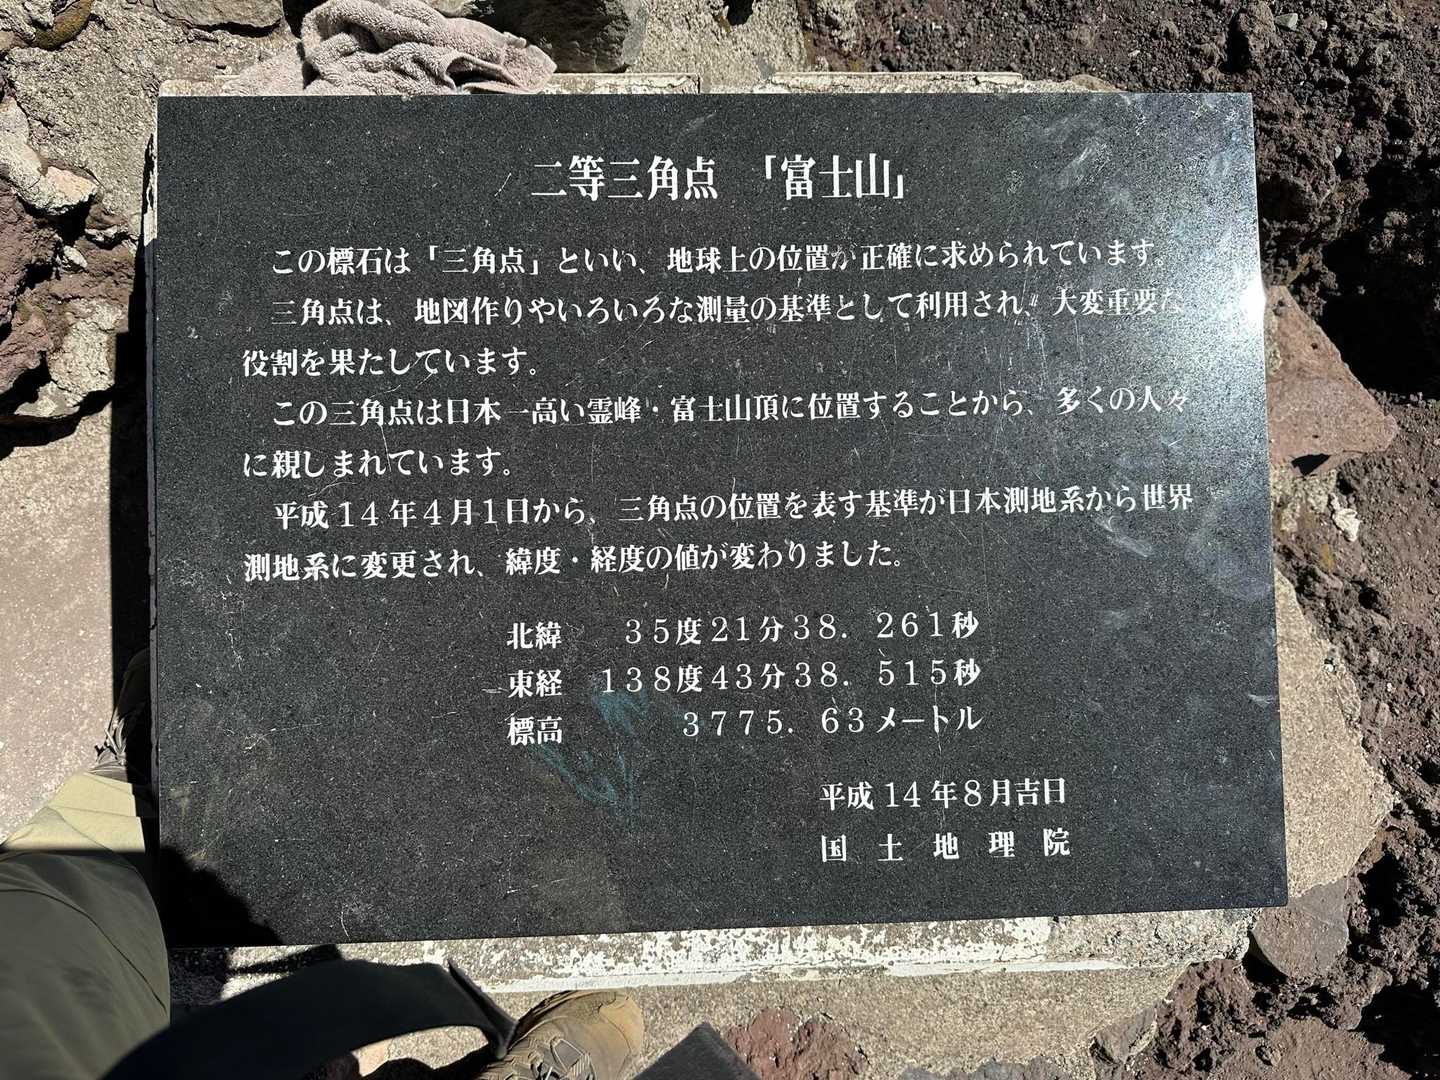 二等三角点 「富士山」
この標石は「三角点」といい、地球上の位置が正確に求められています。
三角点は、地図作りやいろいろな測量の基準として利用され、大変重要な
役割を果たしています。
この三角点は日本一高い霊峰・富士山頂に位置することから、多くの人々
に親しまれています。
平成14年4月1日から、三角点の位置を表す基準が日本測地系から世界
測地系に変更され、緯度・経度の値が変わりました。
北緯 35度21分38．261秒
東経 138度43分38．515秒
標高 3775．63メートル
平成14年8月吉日
国土地理院